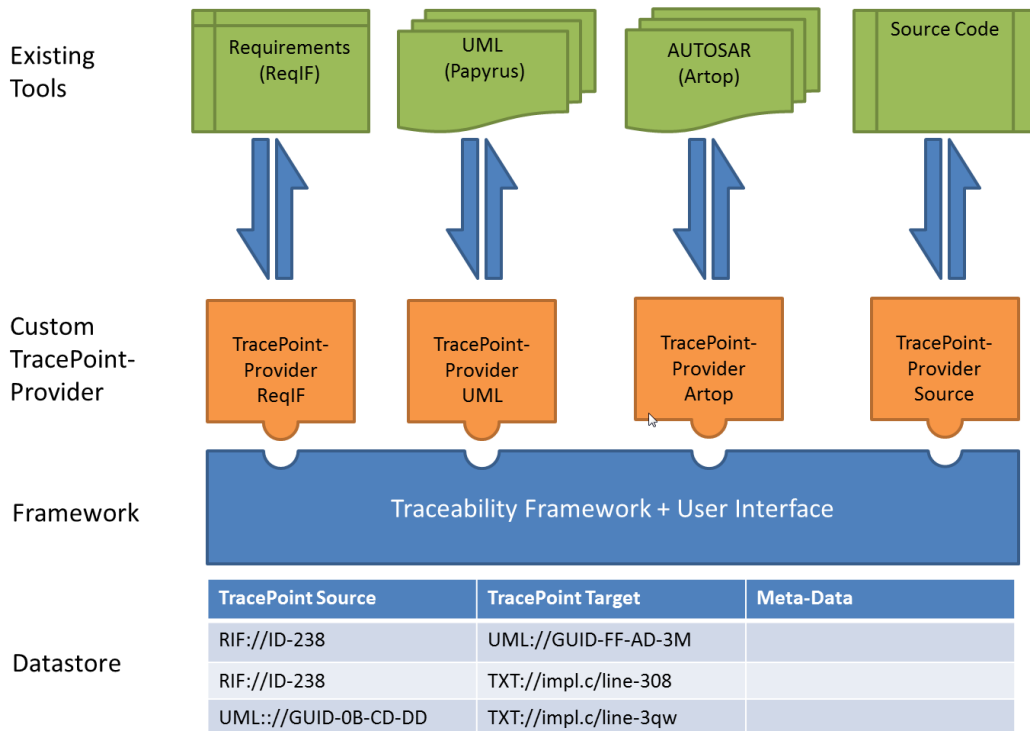 Existing
Tools
Requirements
(ReqIF)
UML
(Papyrus)
AUTOSAR
(Artop)
Source Code
Custom
TracePoint-
Provider
TracePoint-
Provider
ReqIF
TracePoint-
Provider
UML
TracePoint-
Provider
Artop
TracePoint-
Provider
Source
Framework
Traceability Framework + User Interface
Datastore
TracePoint Source TracePoint Target Meta-Data
RIF://ID-238 UML://GUID-FF-AD-3M
RIF://ID-238 TXT://impl.c/line-308
UML:://GUID-0B-CD-DD TXT://impl.c/line-3qw